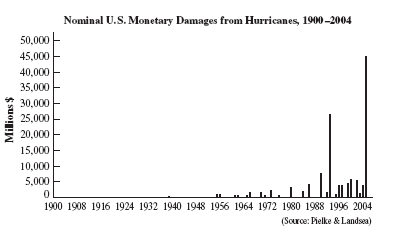 Nominal U.S. Monetary Damages from Hurricanes, 1900–2004
50,000
45,000
40,000
35,000
30,000
25,000
20,000
15,000
10,000
5,000
0
Millions $
1900 1908 1916 1924 1932 1940 1948 1956 1964 1972 1980 1988 1996 2004
(Source: Pielke & Landsea)